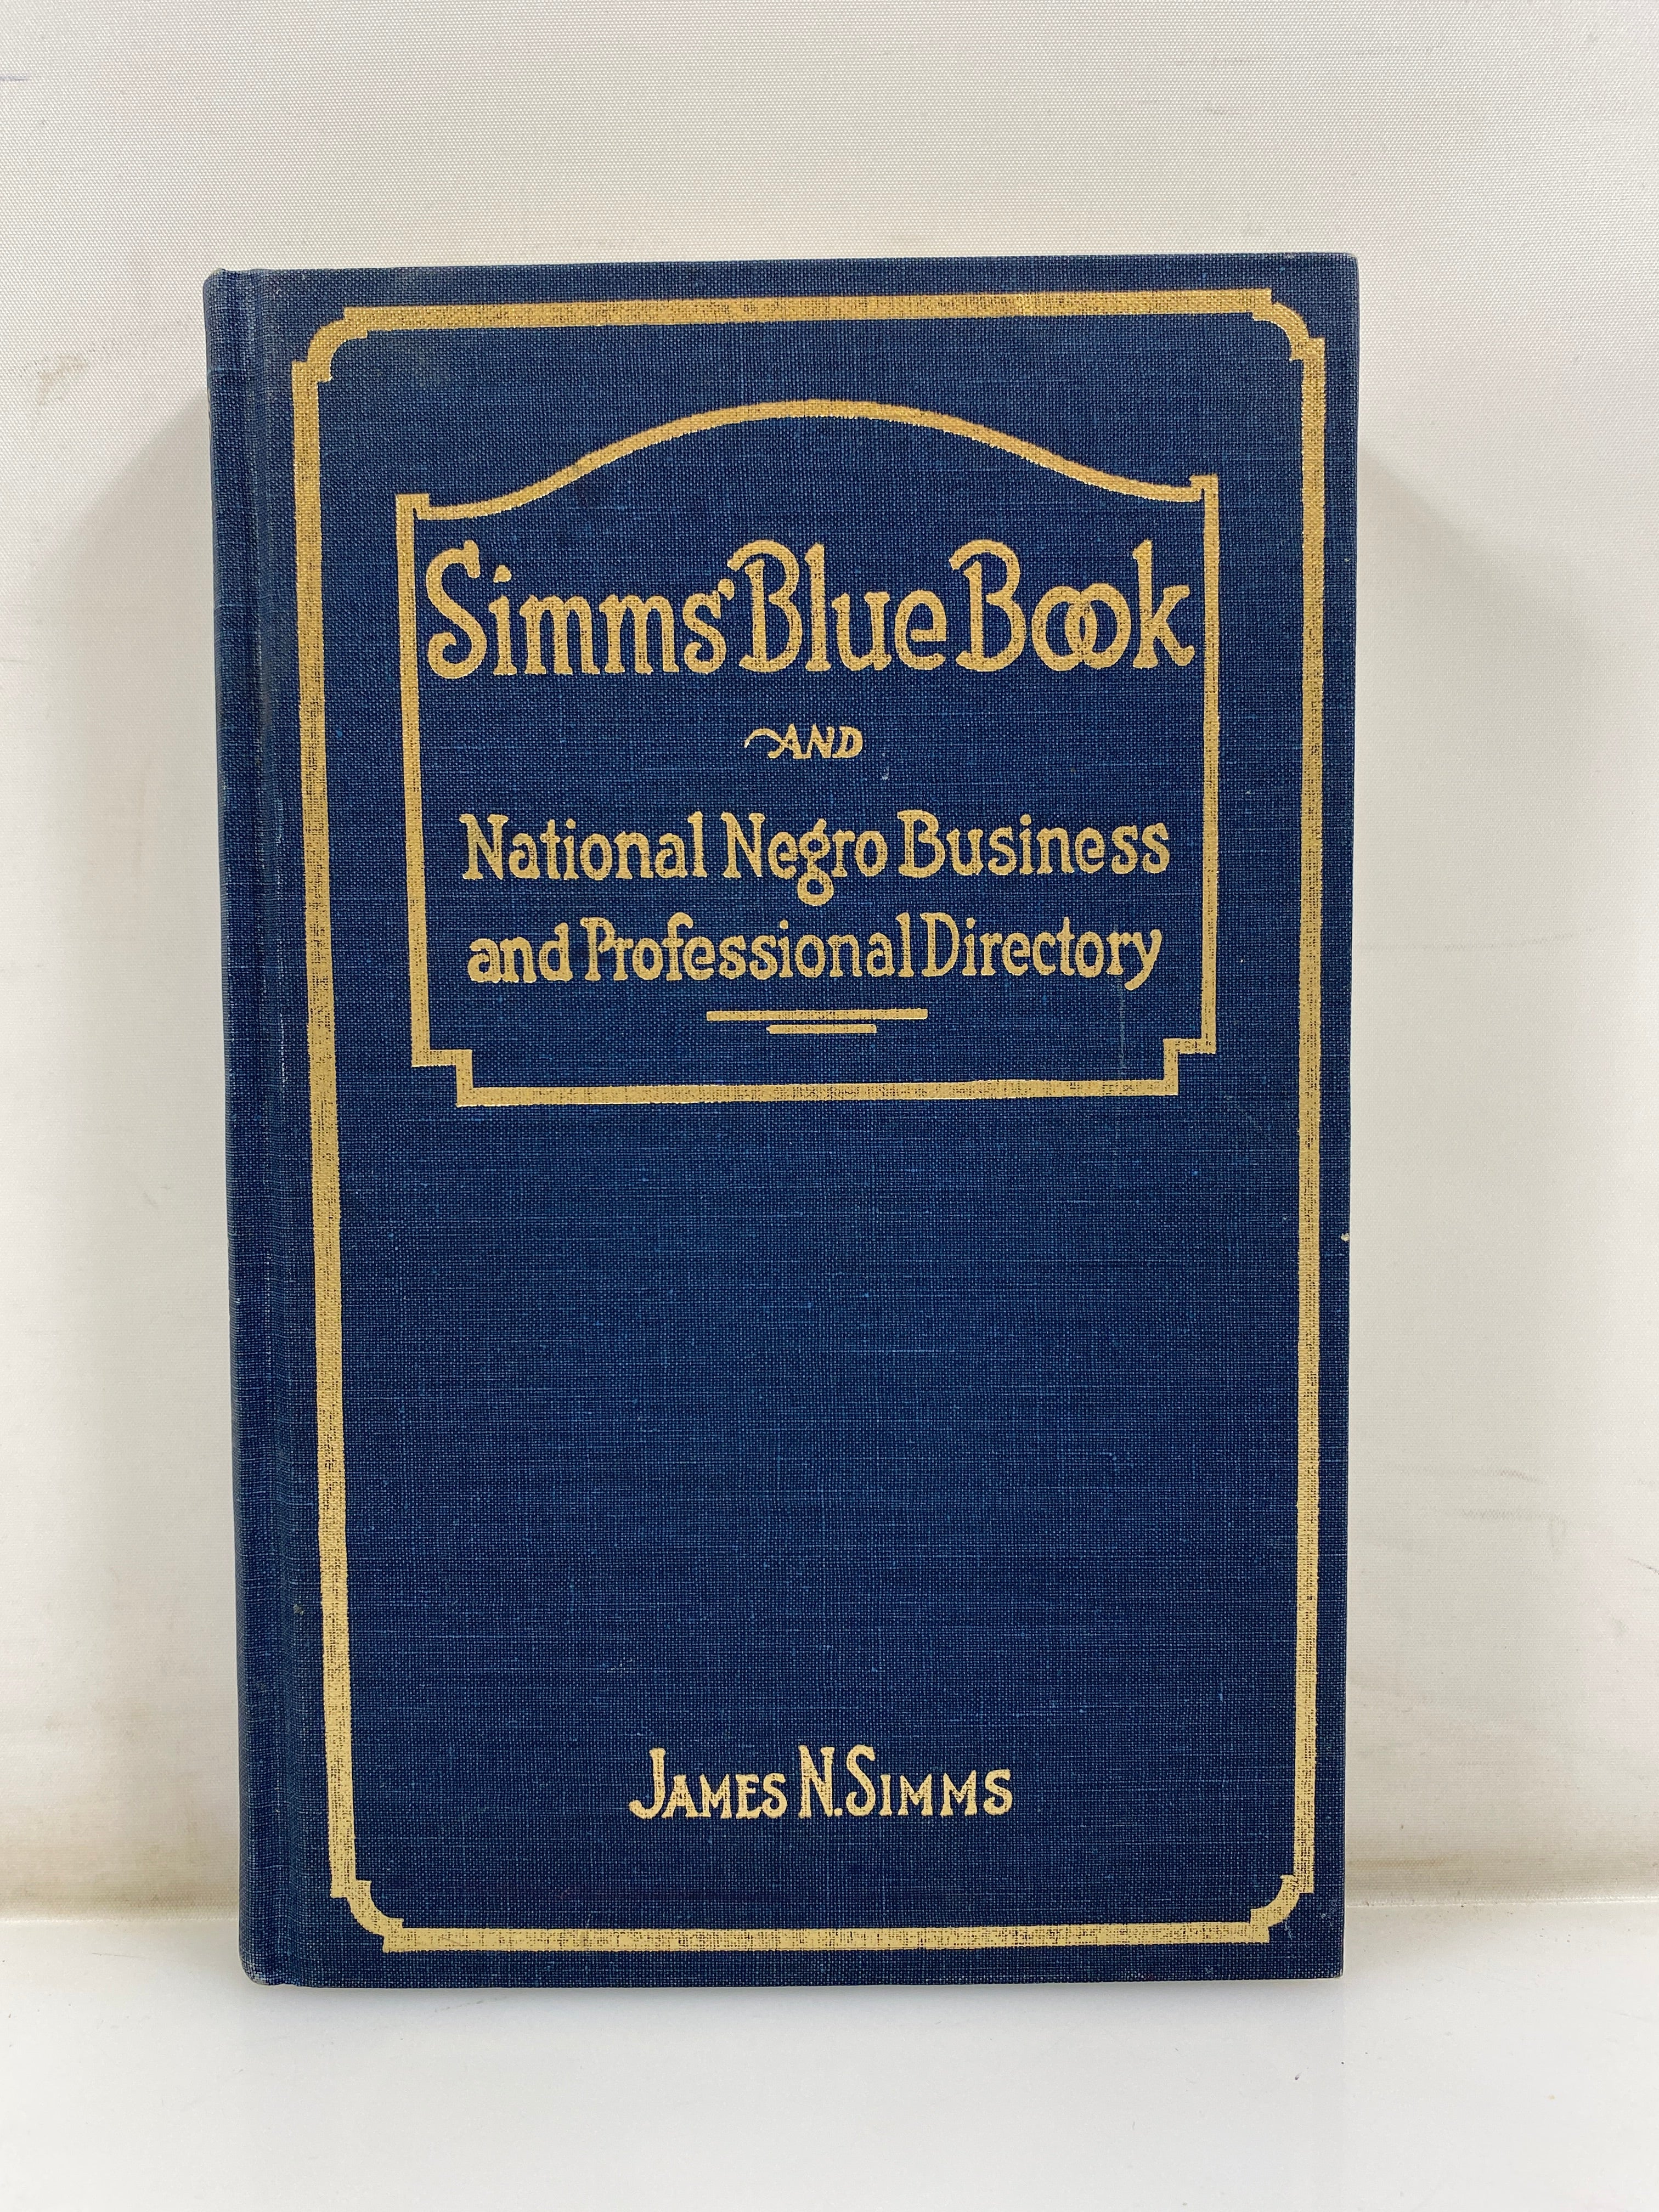 Simms' Blue Book
AND
National Negro Business
and Professional Directory
JAMES N. SIMMS